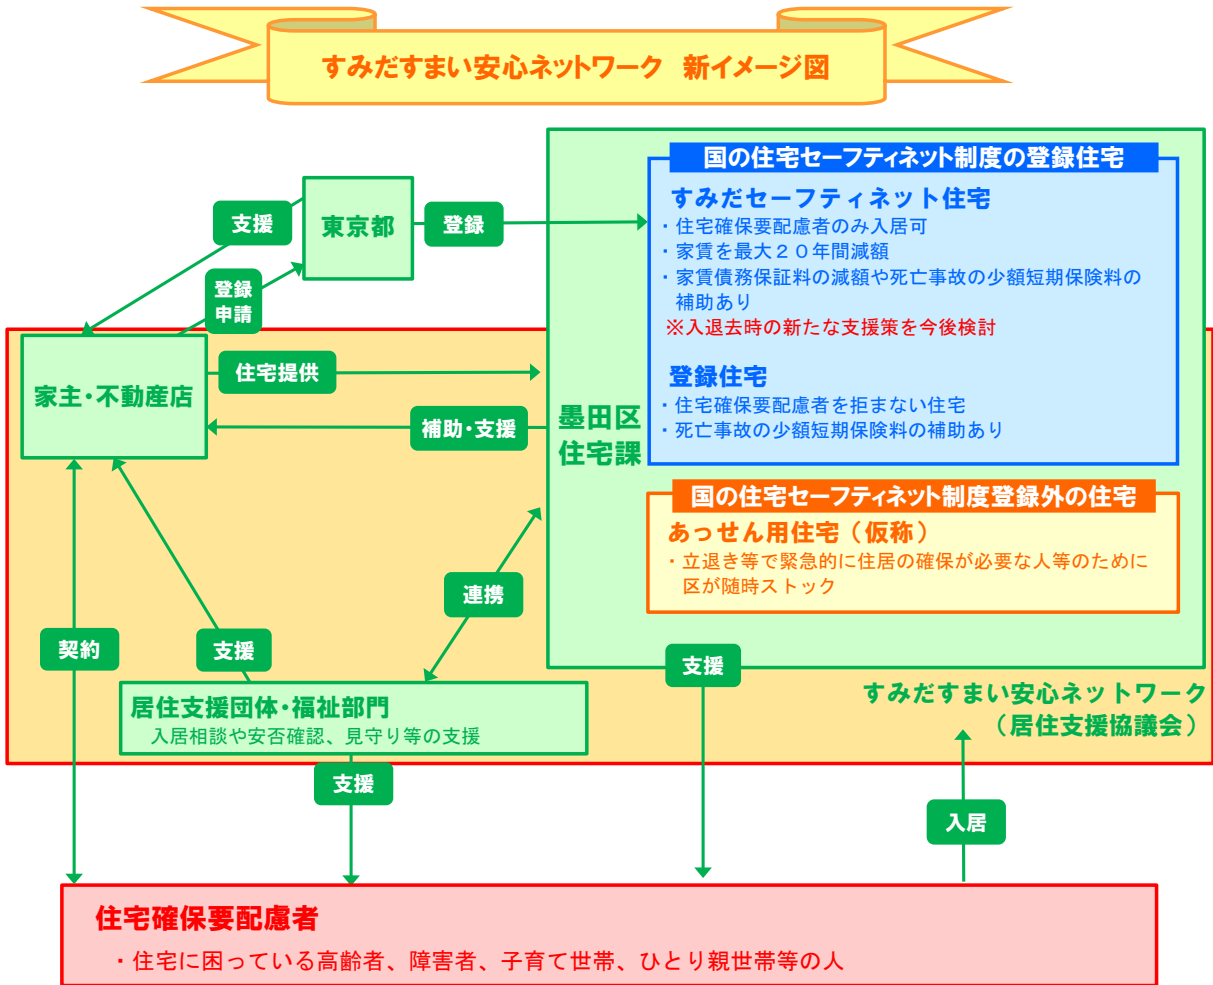 すみだすまい安心ネットワーク 新イメージ図
国の住宅セーフティネット制度の登録住宅
すみだセーフティネット住宅
・住宅確保要配慮者のみ入居可
・家賃を最大２０年間減額
・家賃債務保証料の減額や死亡事故の少額短期保険料の
補助あり
※入退去時の新たな支援策を今後検討
登録住宅
・住宅確保要配慮者を拒まない住宅
・死亡事故の少額短期保険料の補助あり
支援
東京都
登録
登録
申請
家主・不動産店
住宅提供
補助・支援
墨田区
住宅課
国の住宅セーフティネット制度登録外の住宅
あっせん用住宅（仮称）
・立退き等で緊急的に住居の確保が必要な人等のために
区が随時ストック
連携
契約
支援
支援
居住支援団体・福祉部門
入居相談や安否確認、見守り等の支援
すみだすまい安心ネットワーク
（居住支援協議会）
支援
入居
住宅確保要配慮者
・住宅に困っている高齢者、障害者、子育て世帯、ひとり親世帯等の人